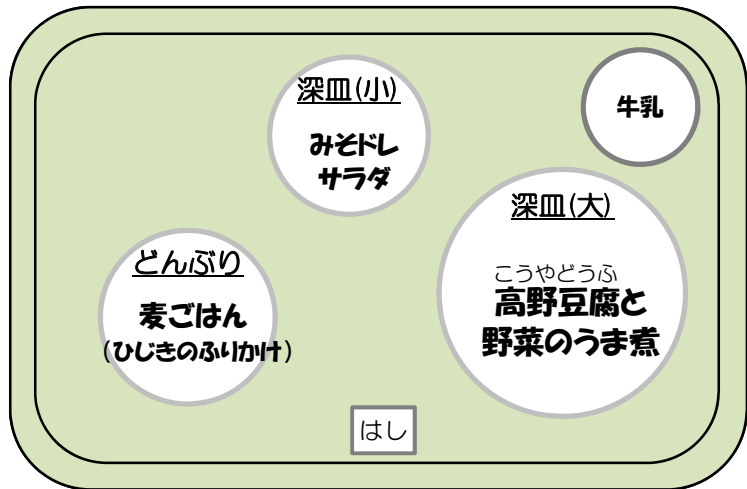 深皿(小)
みそドレ
サラダ
牛乳
深皿(大)
こうやどうふ
高野豆腐と
野菜のうま煮
どんぶり
麦ごはん
(ひじきのふりかけ)
はし